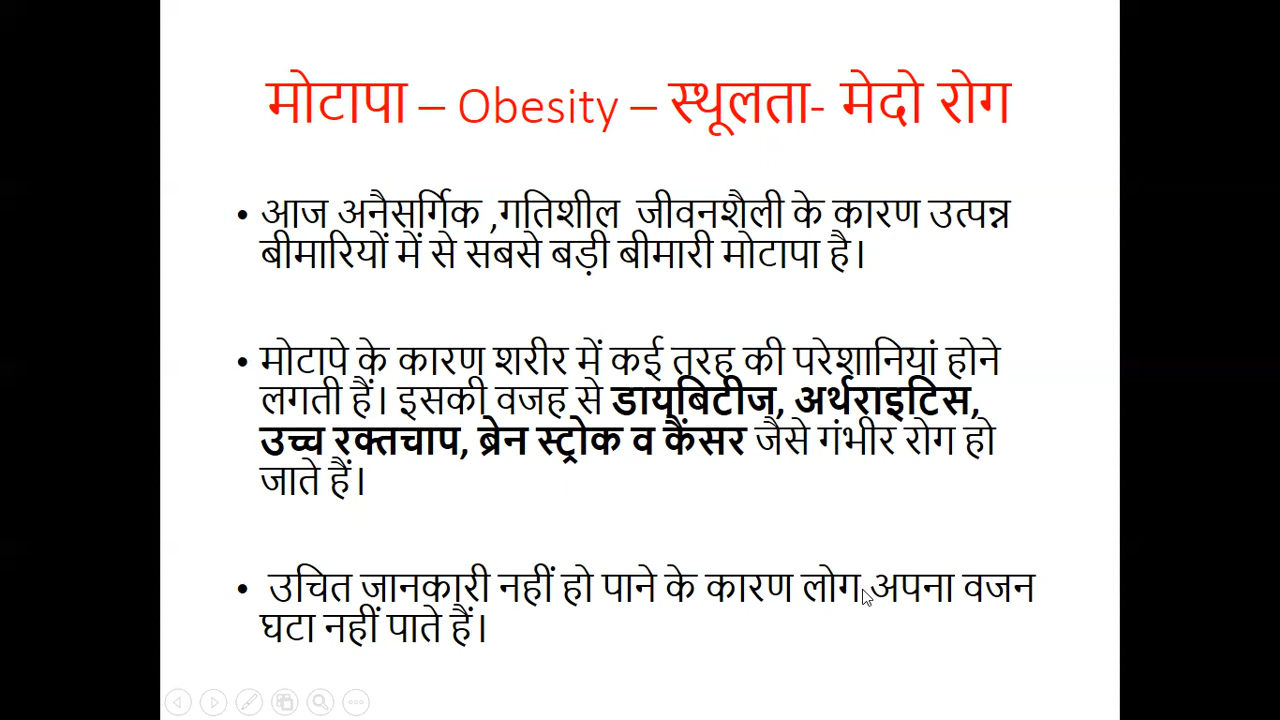 मोटापा – Obesity – स्थूलता- मेदो रोग
• आज अनैसर्गिक ,गतिशील जीवनशैली के कारण उत्पन्न
बीमारियों में से सबसे बड़ी बीमारी मोटापा है।
• मोटापे के कारण शरीर में कई तरह की परेशानियां होने
लगती हैं। इसकी वजह से डायबिटीज, अर्थराइटिस,
उच्च रक्तचाप, ब्रेन स्ट्रोक व कैंसर जैसे गंभीर रोग हो
जाते हैं।
• उचित जानकारी नहीं हो पाने के कारण लोग अपना वजन
घटा नहीं पाते हैं।